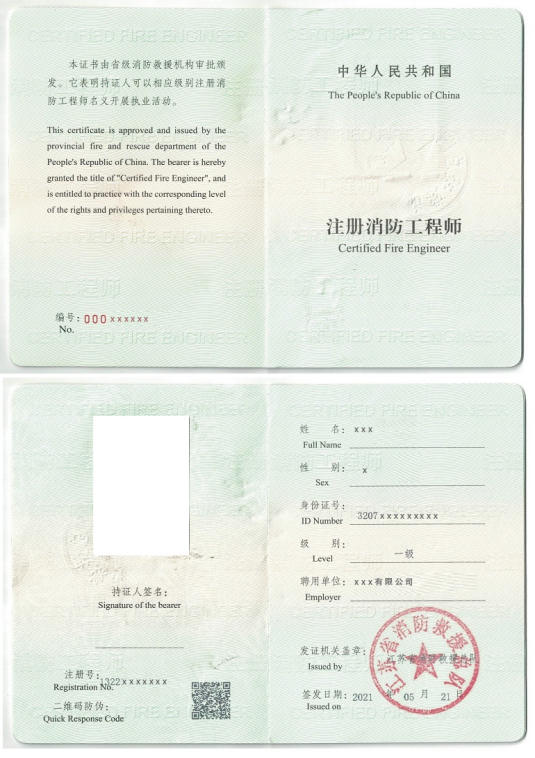 本证书由省级消防救援机构审批颁
发。它表明持证人可以相应级别注册消
防工程师名义开展执业活动。
This certificate is approved and issued by the
provincial fire and rescue department of the
People's Republic of China. The bearer is hereby
granted the title of "Certified Fire Engineer", and
is entitled to practice with the corresponding level
of the rights and privileges pertaining thereto.
编号: 000 x x x x x x
No.
中华人民共和国
The People's Republic of China
注册消防工程师
Certified Fire Engineer
持证人签名:
Signature of the bearer
注册号: 1322 x x x x x x x
Registration No.
二维码防伪:
Quick Response Code
姓 名: x x x
Full Name
性 别: x
Sex
身份证号: 3207 x x x x x x x x x
ID Number
级 别: 一级
Level
聘用单位: x x x 有限公司
Employer
发证机关盖章: 江苏省消防救援总队
Issued by
签发日期: 2021 年 05 月 21 日
Issued on
江苏省消防救援总队
CERTIFIED FIRE ENGINEER